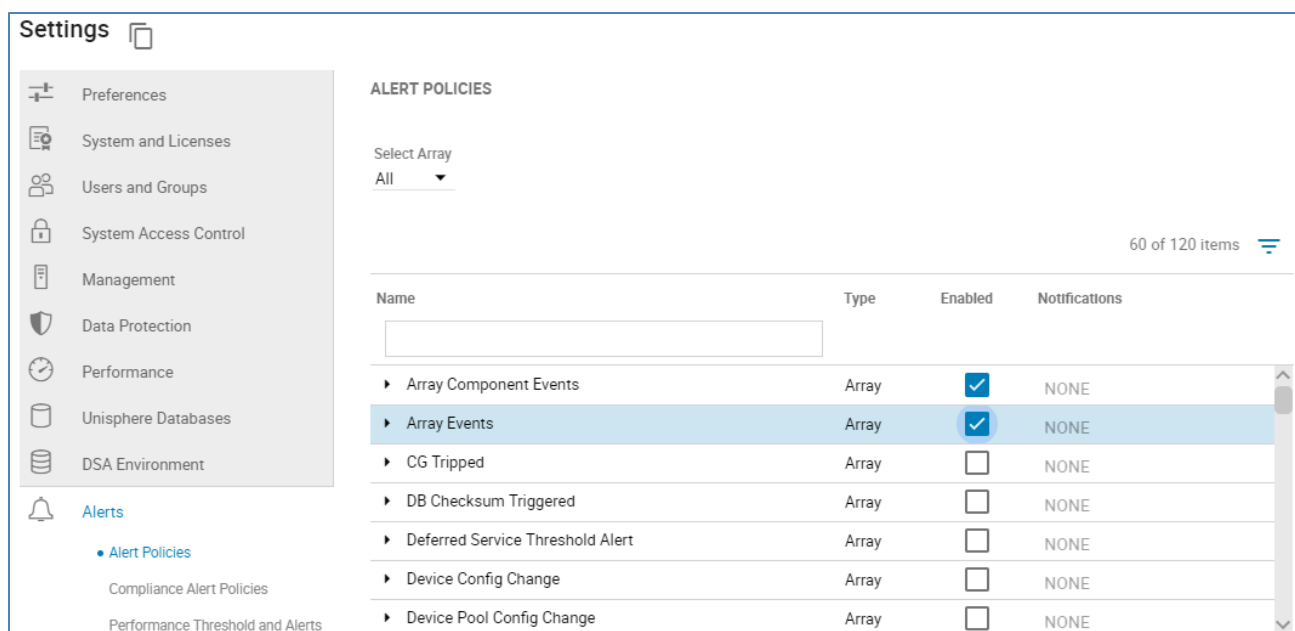 Settings
Preferences
System and Licenses
Users and Groups
System Access Control
Management
Data Protection
Performance
Unisphere Databases
DSA Environment
Alerts
Alert Policies
Compliance Alert Policies
Performance Threshold and Alerts
ALERT POLICIES
Select Array
All
60 of 120 items
Name Type Enabled Notifications
Array Component Events Array NONE
Array Events Array NONE
CG Tripped Array NONE
DB Checksum Triggered Array NONE
Deferred Service Threshold Alert Array NONE
Device Config Change Array NONE
Device Pool Config Change Array NONE